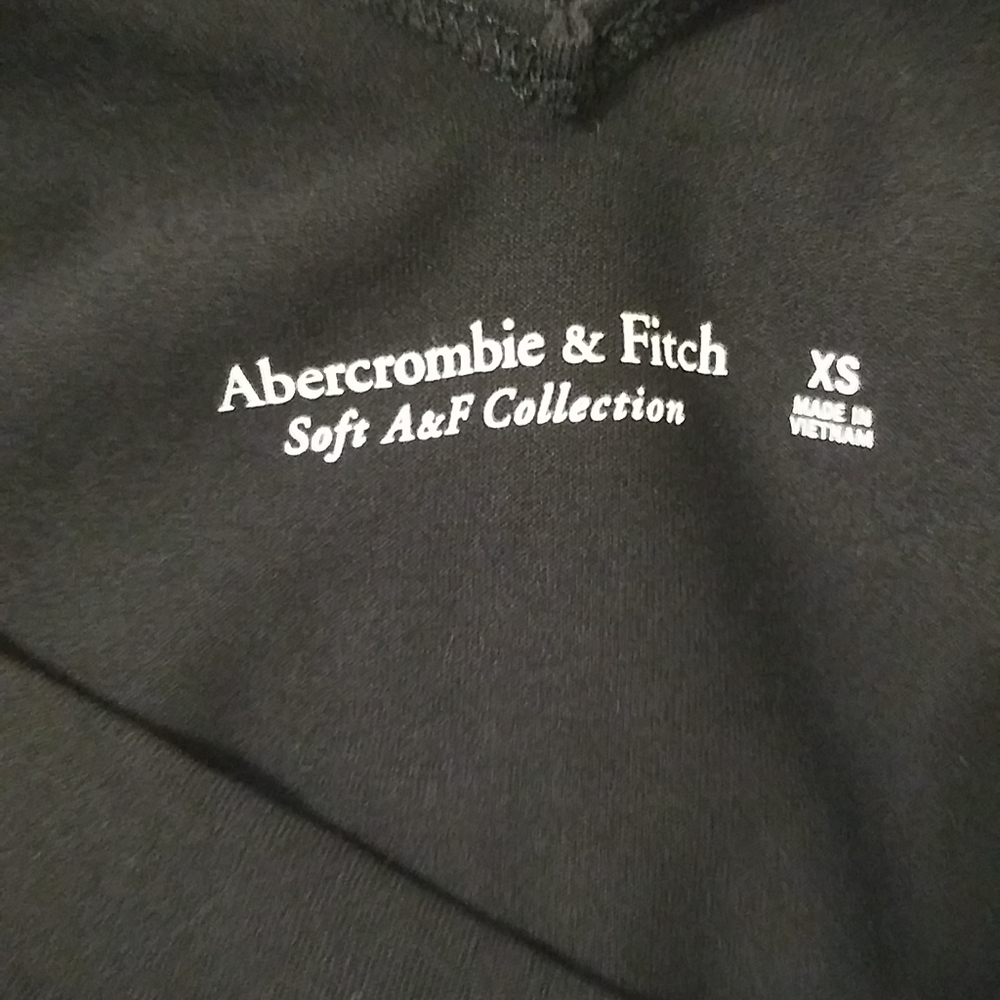 Abercrombie & Fitch
Soft A&F Collection
XS
MADE IN
VIETNAM